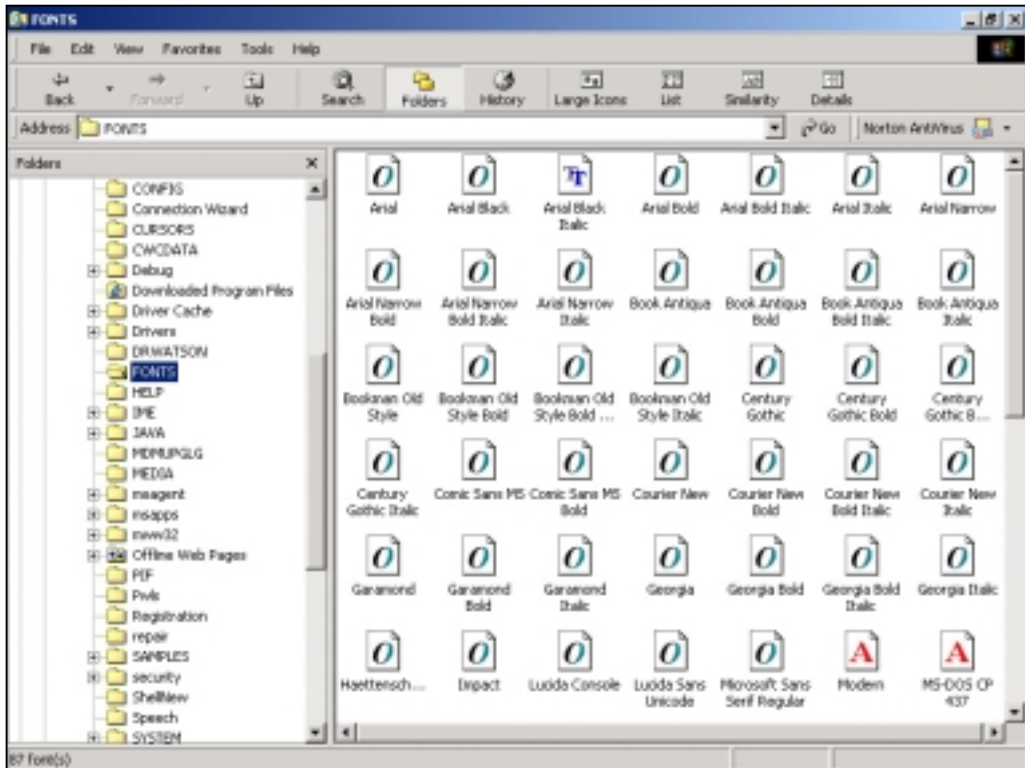 FONTS
File Edit View Favorites Tools Help
Back Forward Up Search Folders History Large Icons List Similarity Details
Address FONTS Go Norton AntiVirus
Folders
CONFIG
Connection Wizard
CURSORS
CWCDATA
Debug
Downloaded Program Files
Driver Cache
Drivers
DRWATSON
FONTS
HELP
IME
JAVA
MDMUPGLG
MEDIA
msagent
msapps
mww32
Offline Web Pages
PIF
Pwls
Registration
repair
SAMPLES
security
ShellNew
Speech
SYSTEM
Arial Arial Black Arial Black Italic Arial Bold Arial Bold Italic Arial Italic Arial Narrow
Arial Narrow Bold Arial Narrow Bold Italic Arial Narrow Italic Book Antiqua Book Antiqua Bold Book Antiqua Bold Italic Book Antiqua Italic
Bookman Old Style Bookman Old Style Bold Bookman Old Style Bold ... Bookman Old Style Italic Century Gothic Century Gothic Bold Century Gothic B...
Century Gothic Italic Comic Sans MS Comic Sans MS Bold Courier New Courier New Bold Courier New Bold Italic Courier New Italic
Garamond Garamond Bold Garamond Italic Georgia Georgia Bold Georgia Bold Italic Georgia Italic
Haettensch... Impact Lucida Console Lucida Sans Unicode Microsoft Sans Serif Regular Modern MS-DOS CP 437
87 font(s)